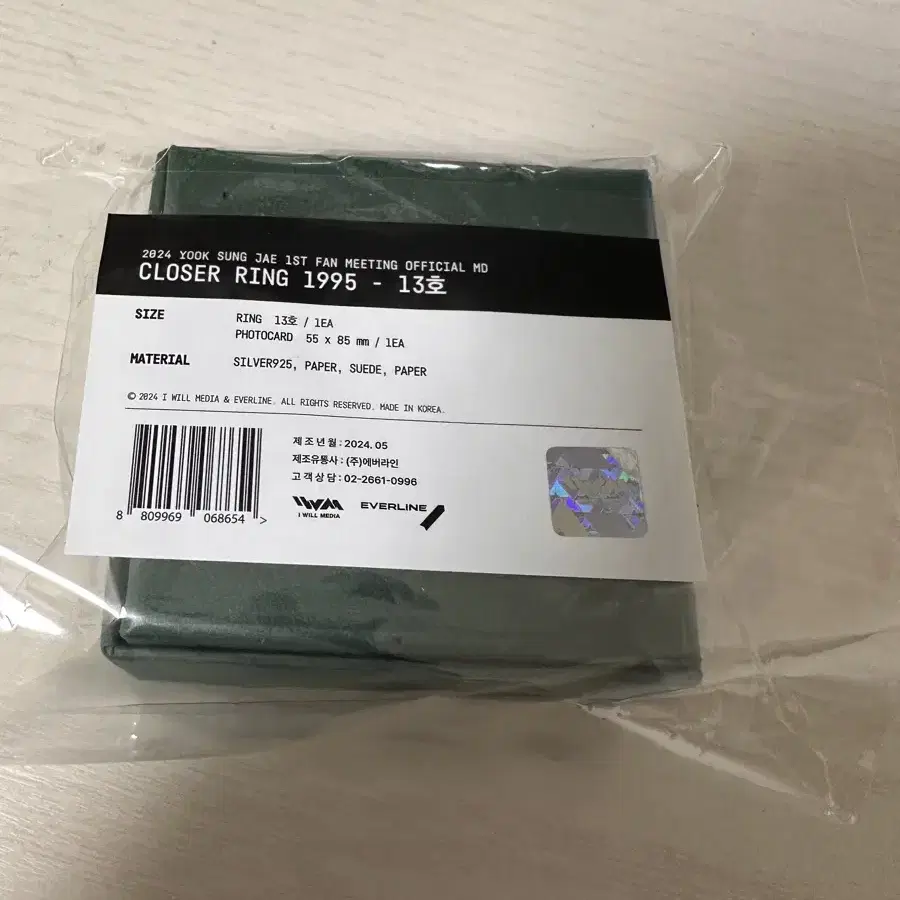 2024 YOOK SUNG JAE 1ST FAN MEETING OFFICIAL MD
CLOSER RING 1995 - 13호
SIZE
RING 13호 / 1EA
PHOTOCARD 55 x 85 mm / 1EA
MATERIAL
SILVER925, PAPER, SUEDE, PAPER
© 2024 I WILL MEDIA & EVERLINE. ALL RIGHTS RESERVED. MADE IN KOREA.
제조년월 : 2024. 05
제조유통사 : (주)에버라인
고객상담 : 02-2661-0996
I WILL MEDIA
EVERLINE
8 809969 068654 >